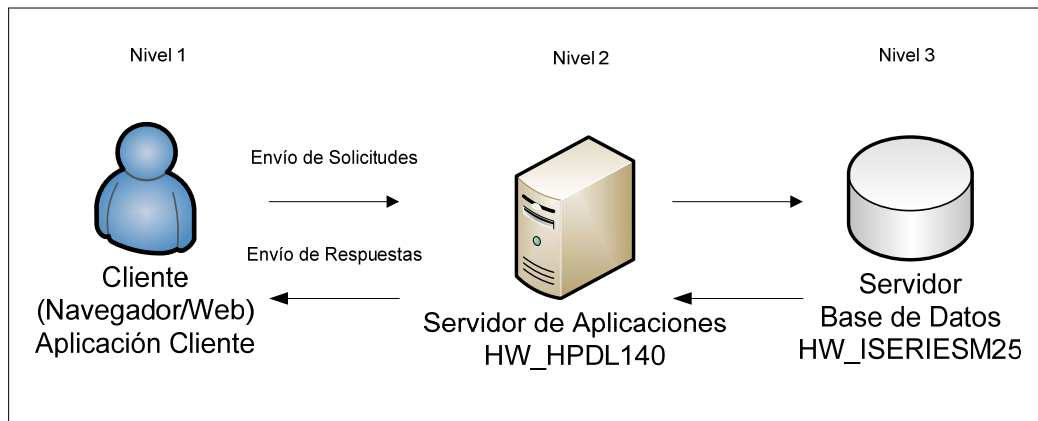 Nivel 1
Nivel 2
Nivel 3
Envío de Solicitudes
Envío de Respuestas
Cliente
(Navegador/Web)
Aplicación Cliente
Servidor de Aplicaciones
HW_HPDL140
Servidor
Base de Datos
HW_ISERIESM25